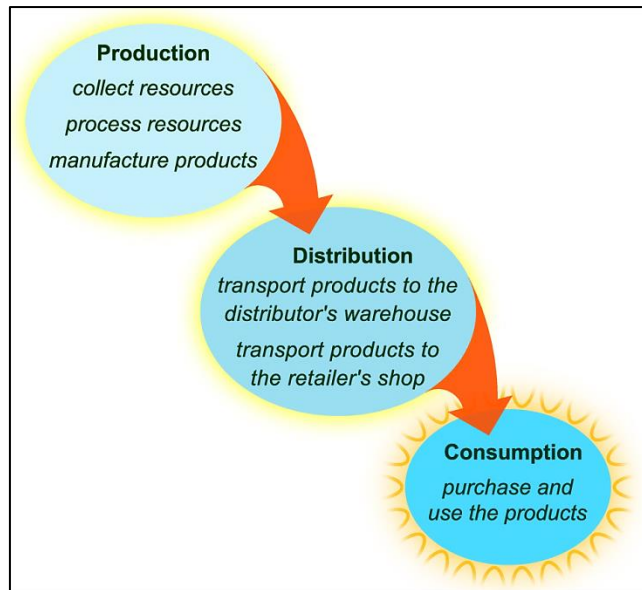 Production
collect resources
process resources
manufacture products
Distribution
transport products to the
distributor's warehouse
transport products to
the retailer's shop
Consumption
purchase and
use the products